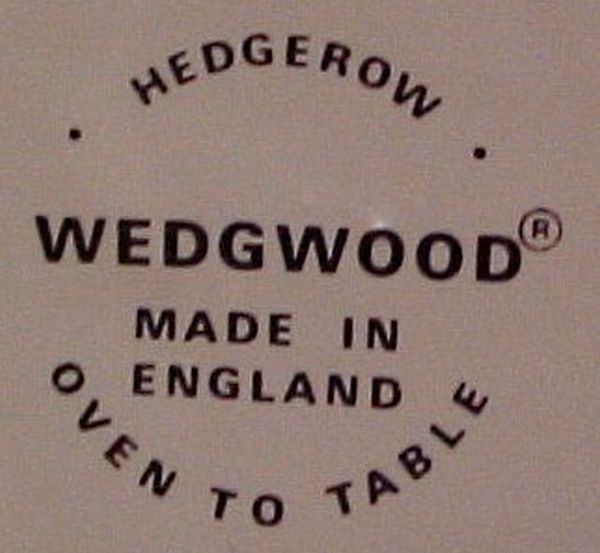 HEDGEROW
WEDGWOOD®
MADE IN
ENGLAND
OVEN TO TABLE